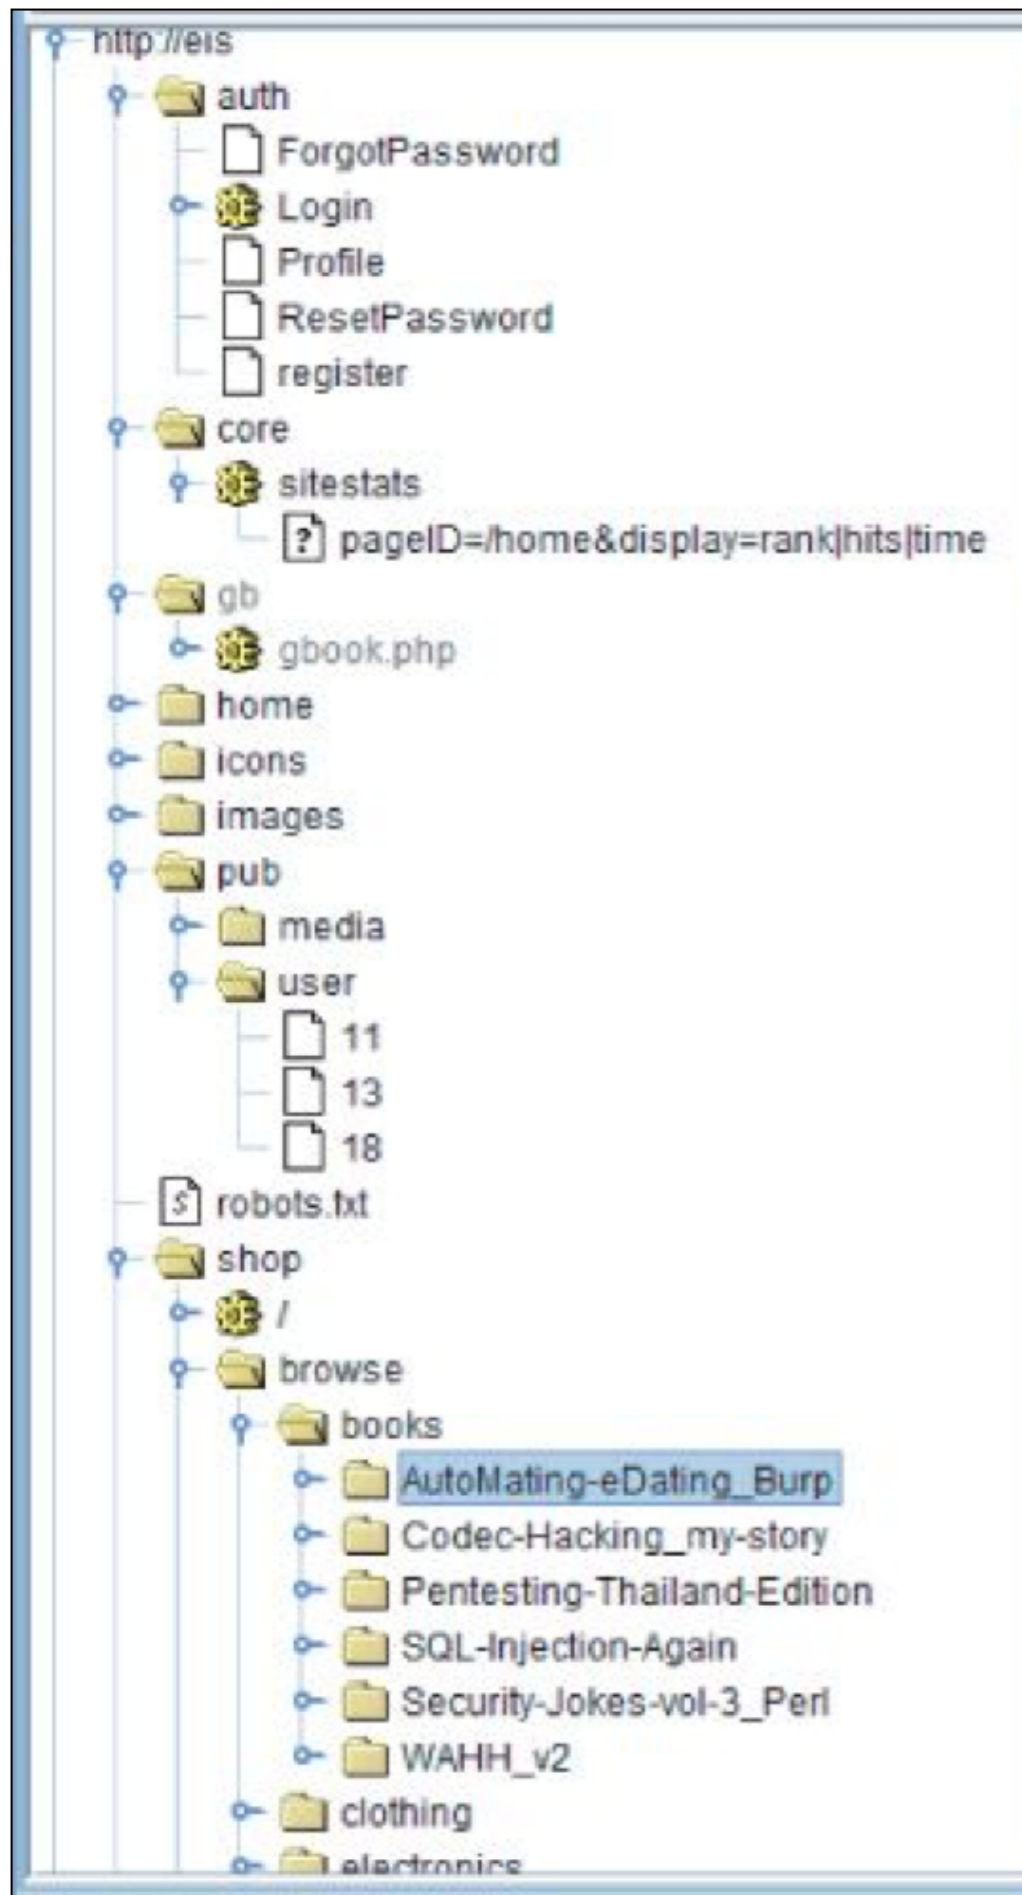 http://eis
auth
ForgotPassword
Login
Profile
ResetPassword
register
core
sitestats
pageID=/home&display=rank|hits|time
gb
gbook.php
home
icons
images
pub
media
user
11
13
18
robots.txt
shop
/
browse
books
AutoMating-eDating_Burp
Codec-Hacking_my-story
Pentesting-Thailand-Edition
SQL-Injection-Again
Security-Jokes-vol-3_Perl
WAHH_v2
clothing
electronics